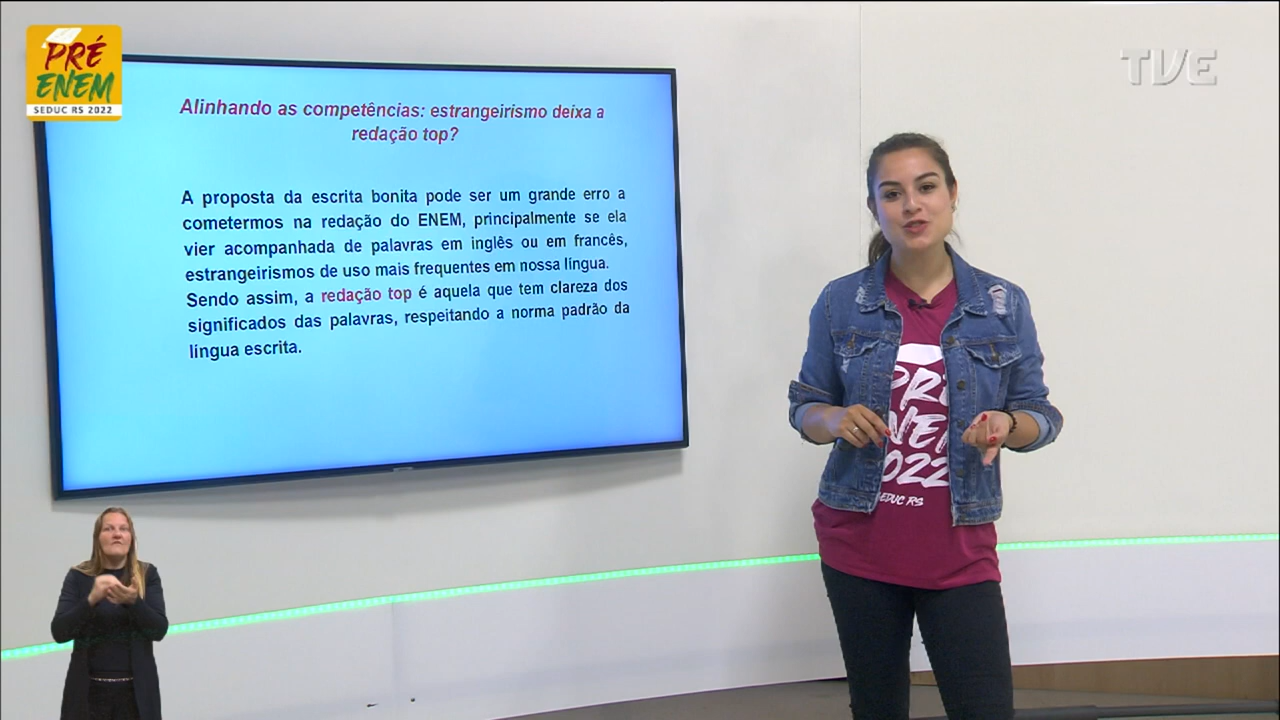 PRÉ
ENEM
SEDUC RS 2022
TVE
Alinhando as competências: estrangeirismo deixa a
redação top?
A proposta da escrita bonita pode ser um grande erro a
cometermos na redação do ENEM, principalmente se ela
vier acompanhada de palavras em inglês ou em francês,
estrangeirismos de uso mais frequentes em nossa língua.
Sendo assim, a redação top é aquela que tem clareza dos
significados das palavras, respeitando a norma padrão da
língua escrita.
PRÉ
ENEM
2022
SEDUC RS